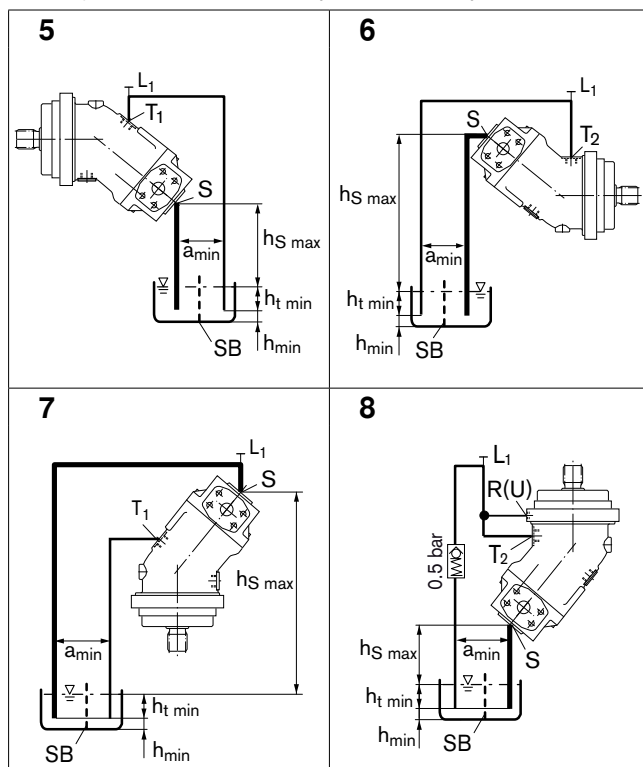 5
L1
T1
S
hS max
amin
ht min
hmin
SB
6
L1
S
T2
hS max
amin
ht min
hmin
SB
7
L1
S
T1
hS max
amin
ht min
hmin
SB
8
L1
R(U)
T2
0.5 bar
hS max
amin
S
ht min
hmin
SB